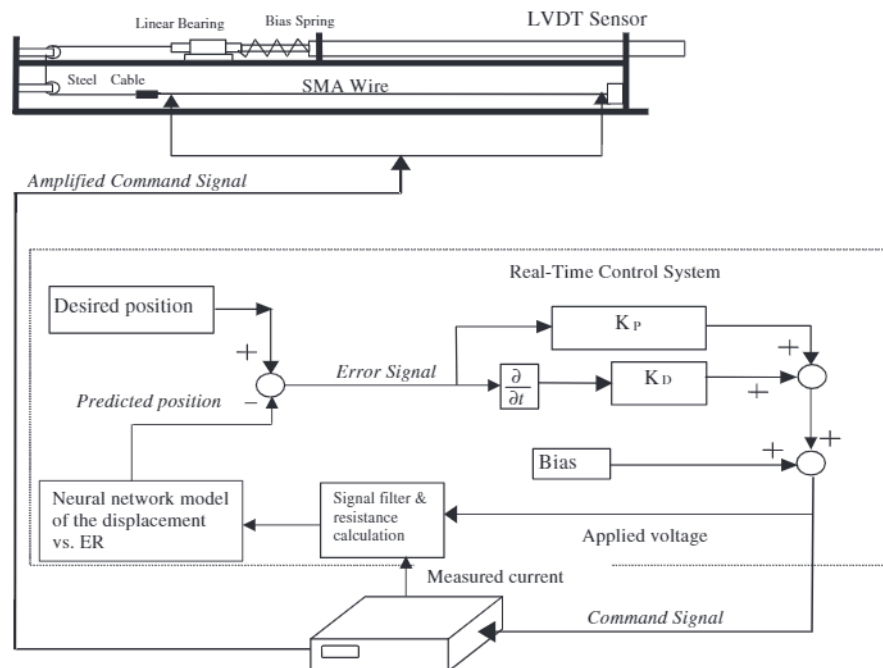 Linear Bearing
Bias Spring
LVDT Sensor
Steel Cable
SMA Wire
Amplified Command Signal
Real-Time Control System
Desired position
K P
+
+
Error Signal
∂
∂t
K D
+
Predicted position
−
+
+
Bias
Neural network model
of the displacement
vs. ER
Signal filter &
resistance
calculation
Applied voltage
Measured current
Command Signal